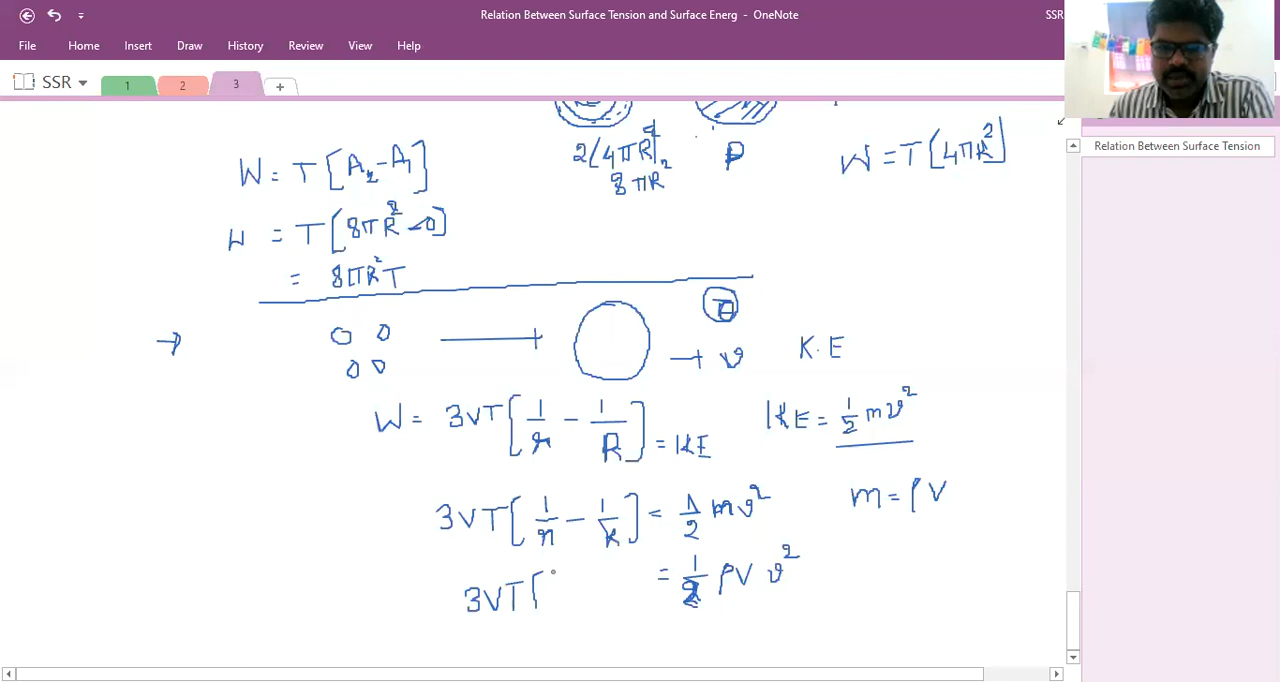 Relation Between Surface Tension and Surface Energ - OneNote
SSR
File Home Insert Draw History Review View Help
SSR 1 2 3 +
Relation Between Surface Tension
2(4πR²)
8πR²
W = T[4πR²]
W = T[A₂ - A₁]
W = T[8πR² - 0]
= 8πR²T
→ v K.E
W = 3VT[1/r - 1/R] = KE
KE = 1/2 mv²
3VT[1/r - 1/R] = 1/2 mv²
m = ρV
3VT[ = 1/2 ρV v²